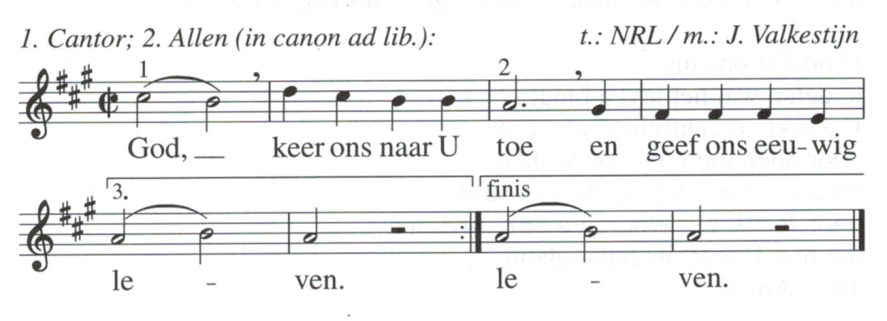 1. Cantor; 2. Allen (in canon ad lib.): t.: NRL / m.: J. Valkestijn
1 2
God, __ keer ons naar U toe en geef ons eeu-wig
3. finis
le - ven. le - ven.